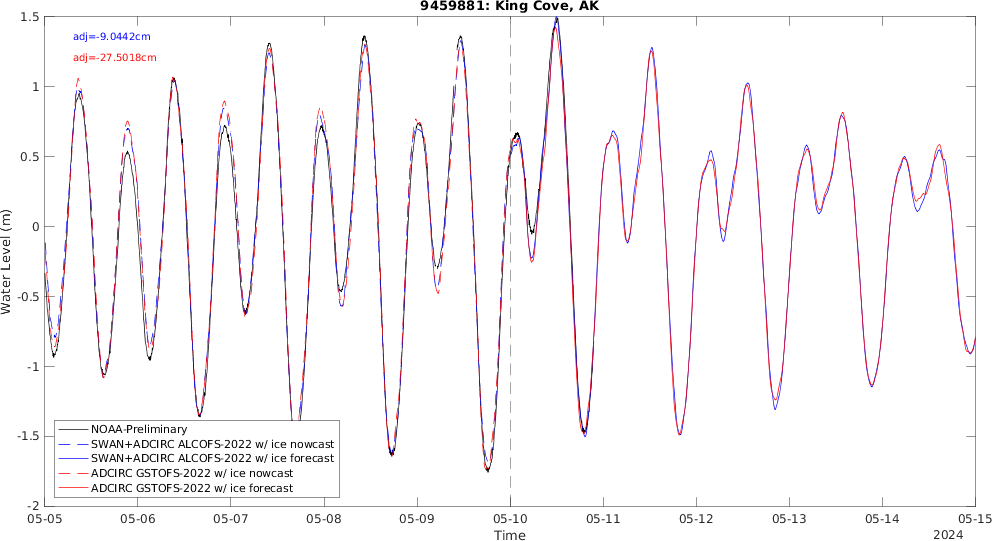 9459881: King Cove, AK
adj=-9.0442cm
adj=-27.5018cm
Water Level (m)
1.5
1
0.5
0
-0.5
-1
-1.5
-2
NOAA-Preliminary
SWAN+ADCIRC ALCOFS-2022 w/ ice nowcast
SWAN+ADCIRC ALCOFS-2022 w/ ice forecast
ADCIRC GSTOFS-2022 w/ ice nowcast
ADCIRC GSTOFS-2022 w/ ice forecast
05-05 05-06 05-07 05-08 05-09 05-10 05-11 05-12 05-13 05-14 05-15
Time
2024